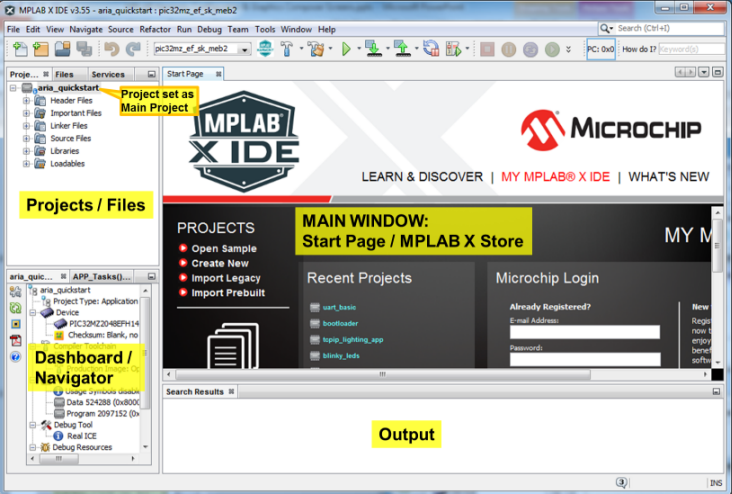 MPLAB X IDE v3.55 - aria_quickstart : pic32mz_ef_sk_meb2
File Edit View Navigate Source Refactor Run Debug Team Tools Window Help
Search (Ctrl+I)
pic32mz_ef_sk_meb2
PC: 0x0
How do I?
Keyword(s)
Proje...
Files
Services
aria_quickstart
Header Files
Important Files
Linker Files
Source Files
Libraries
Loadables
Project set as
Main Project
Projects / Files
Start Page
MPLAB
X IDE
MICROCHIP
LEARN & DISCOVER | MY MPLAB® X IDE | WHAT'S NEW
PROJECTS
Open Sample
Create New
Import Legacy
Import Prebuilt
MAIN WINDOW:
Start Page / MPLAB X Store
MY M
Recent Projects
uart_basic
bootloader
tcpip_lighting_app
blinky_leds
Microchip Login
Already Registered?
E-mail Address:
Password:
New
Regis
now t
enjoy
benef
softw
aria_quic...
APP_Tasks()...
aria_quickstart
Project Type: Application
Device
PIC32MZ2048EFH14
Checksum: Blank, no
Compiler Toolchain
Production Image: Op
Dashboard /
Navigator
Usage Symbols disabl
Data 524288 (0x8000
Program 2097152 (0x
Debug Tool
Real ICE
Debug Resources
Search Results
Output
3
INS